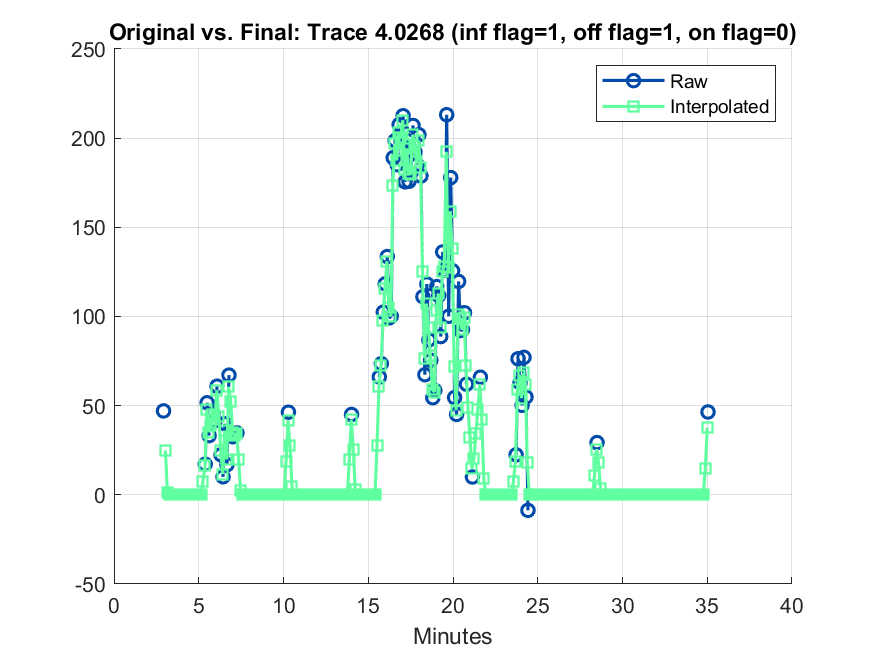 Original vs. Final: Trace 4.0268 (inf flag=1, off flag=1, on flag=0)
250
200
150
100
50
0
-50
Raw
Interpolated
0 5 10 15 20 25 30 35 40
Minutes